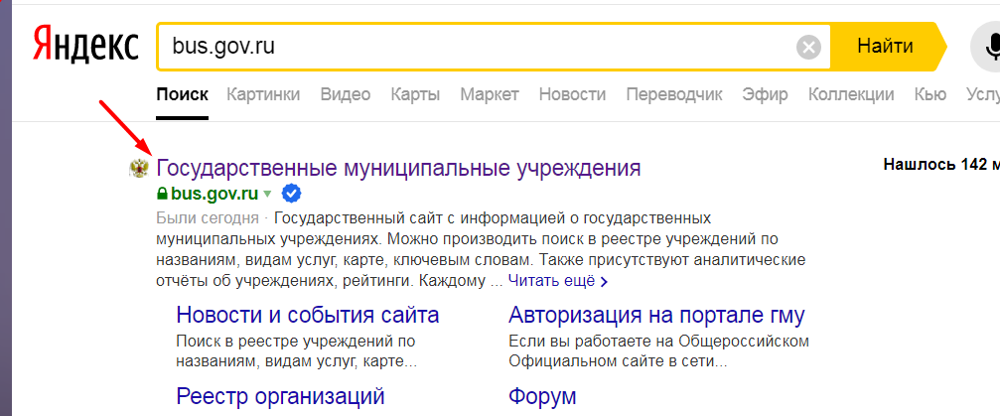 Яндекс
bus.gov.ru
Найти
Поиск Картинки Видео Карты Маркет Новости Переводчик Эфир Коллекции Кью Услу
Государственные муниципальные учреждения
Нашлось 142 м
bus.gov.ru
Были сегодня · Государственный сайт с информацией о государственных
муниципальных учреждениях. Можно производить поиск в реестре учреждений по
названиям, видам услуг, карте, ключевым словам. Также присутствуют аналитические
отчёты об учреждениях, рейтинги. Каждому ... Читать ещё >
Новости и события сайта
Авторизация на портале гму
Поиск в реестре учреждений по
названиям, видам услуг, карте...
Если вы работаете на Общероссийском
Официальном сайте в сети...
Реестр организаций
Форум